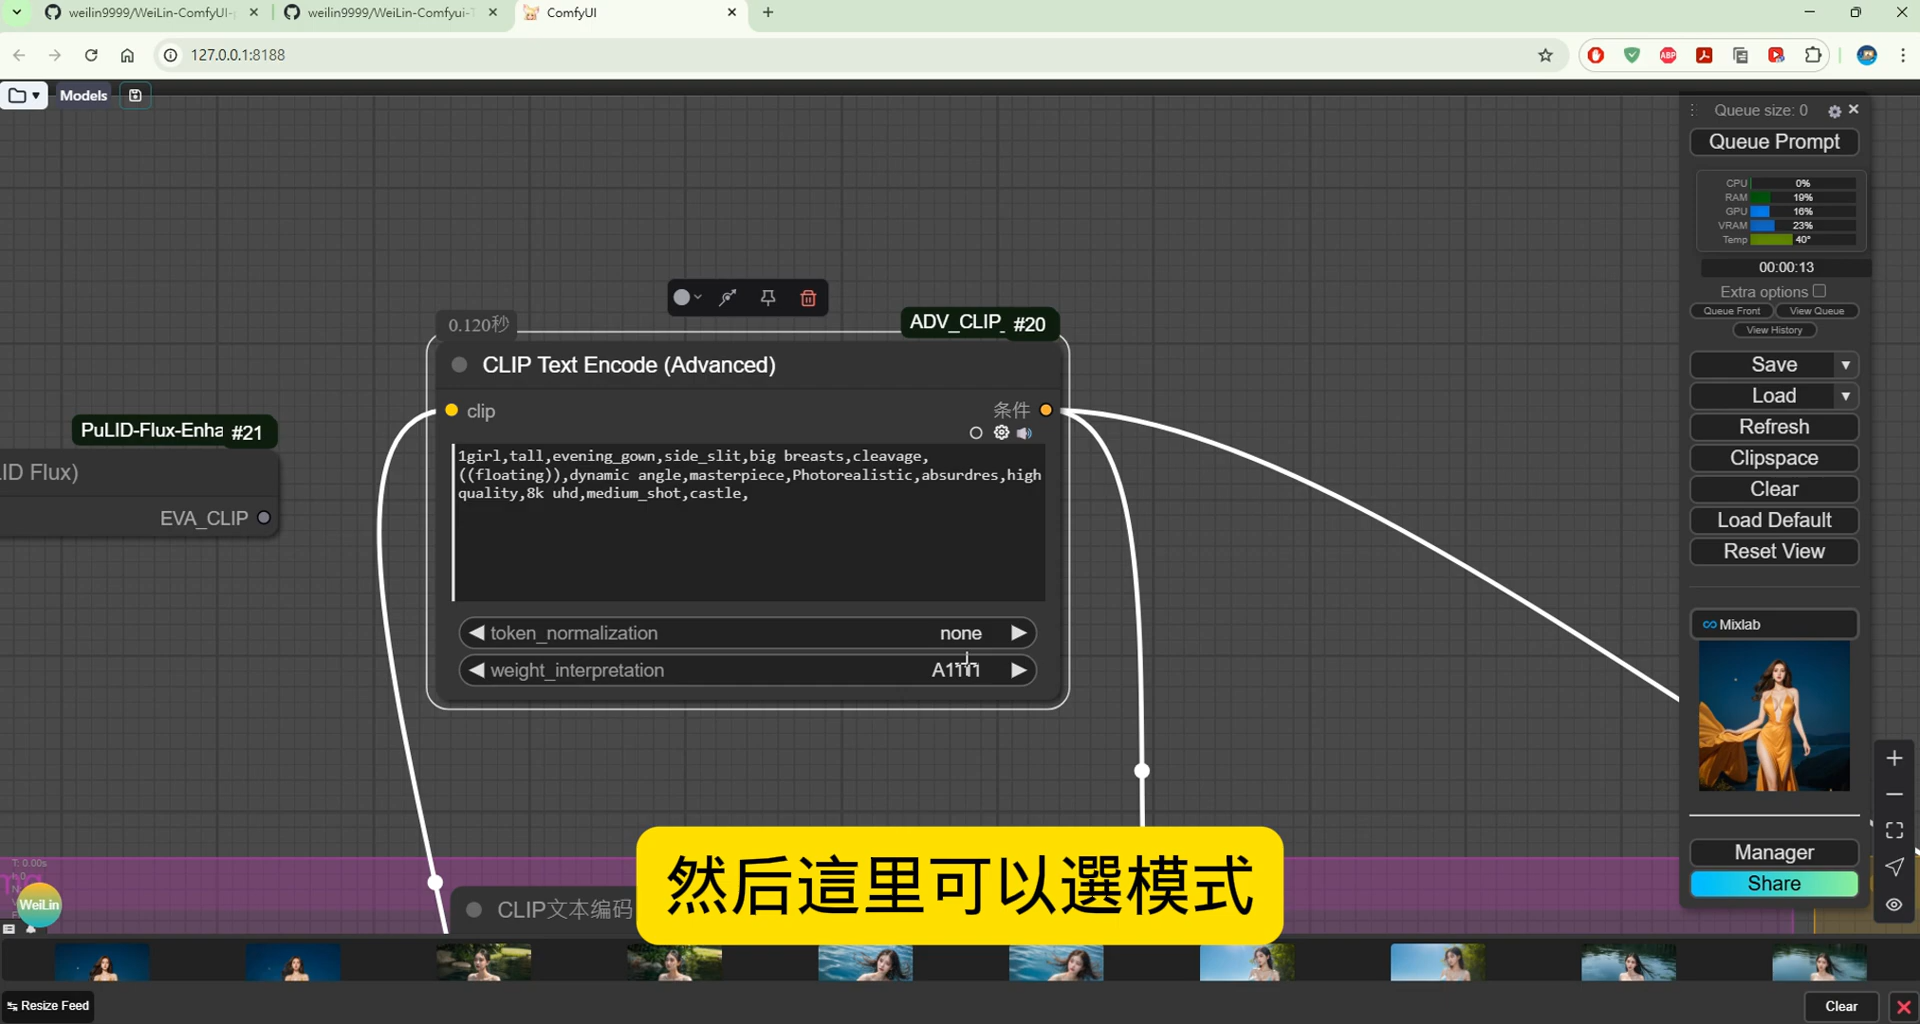 weilin9999/WeiLin-ComfyUI-
weilin9999/WeiLin-Comfyui-
ComfyUI
127.0.0.1:8188
Models
Queue size: 0
Queue Prompt
CPU 0%
RAM 19%
GPU 16%
VRAM 23%
Temp 40°
00:00:13
Extra options
Queue Front
View Queue
View History
Save
Load
Refresh
Clipspace
Clear
Load Default
Reset View
Mixlab
Manager
Share
0.120秒
ADV_CLIP_ #20
CLIP Text Encode (Advanced)
clip
条件
1girl,tall,evening_gown,side_slit,big breasts,cleavage,
((floating)),dynamic angle,masterpiece,Photorealistic,absurdres,high
quality,8k uhd,medium_shot,castle,
token_normalization none
weight_interpretation A1111
PuLID-Flux-Enha #21
ID Flux)
EVA_CLIP
T: 0.00s
WeiLin
CLIP文本编码
然后這里可以選模式
Resize Feed
Clear